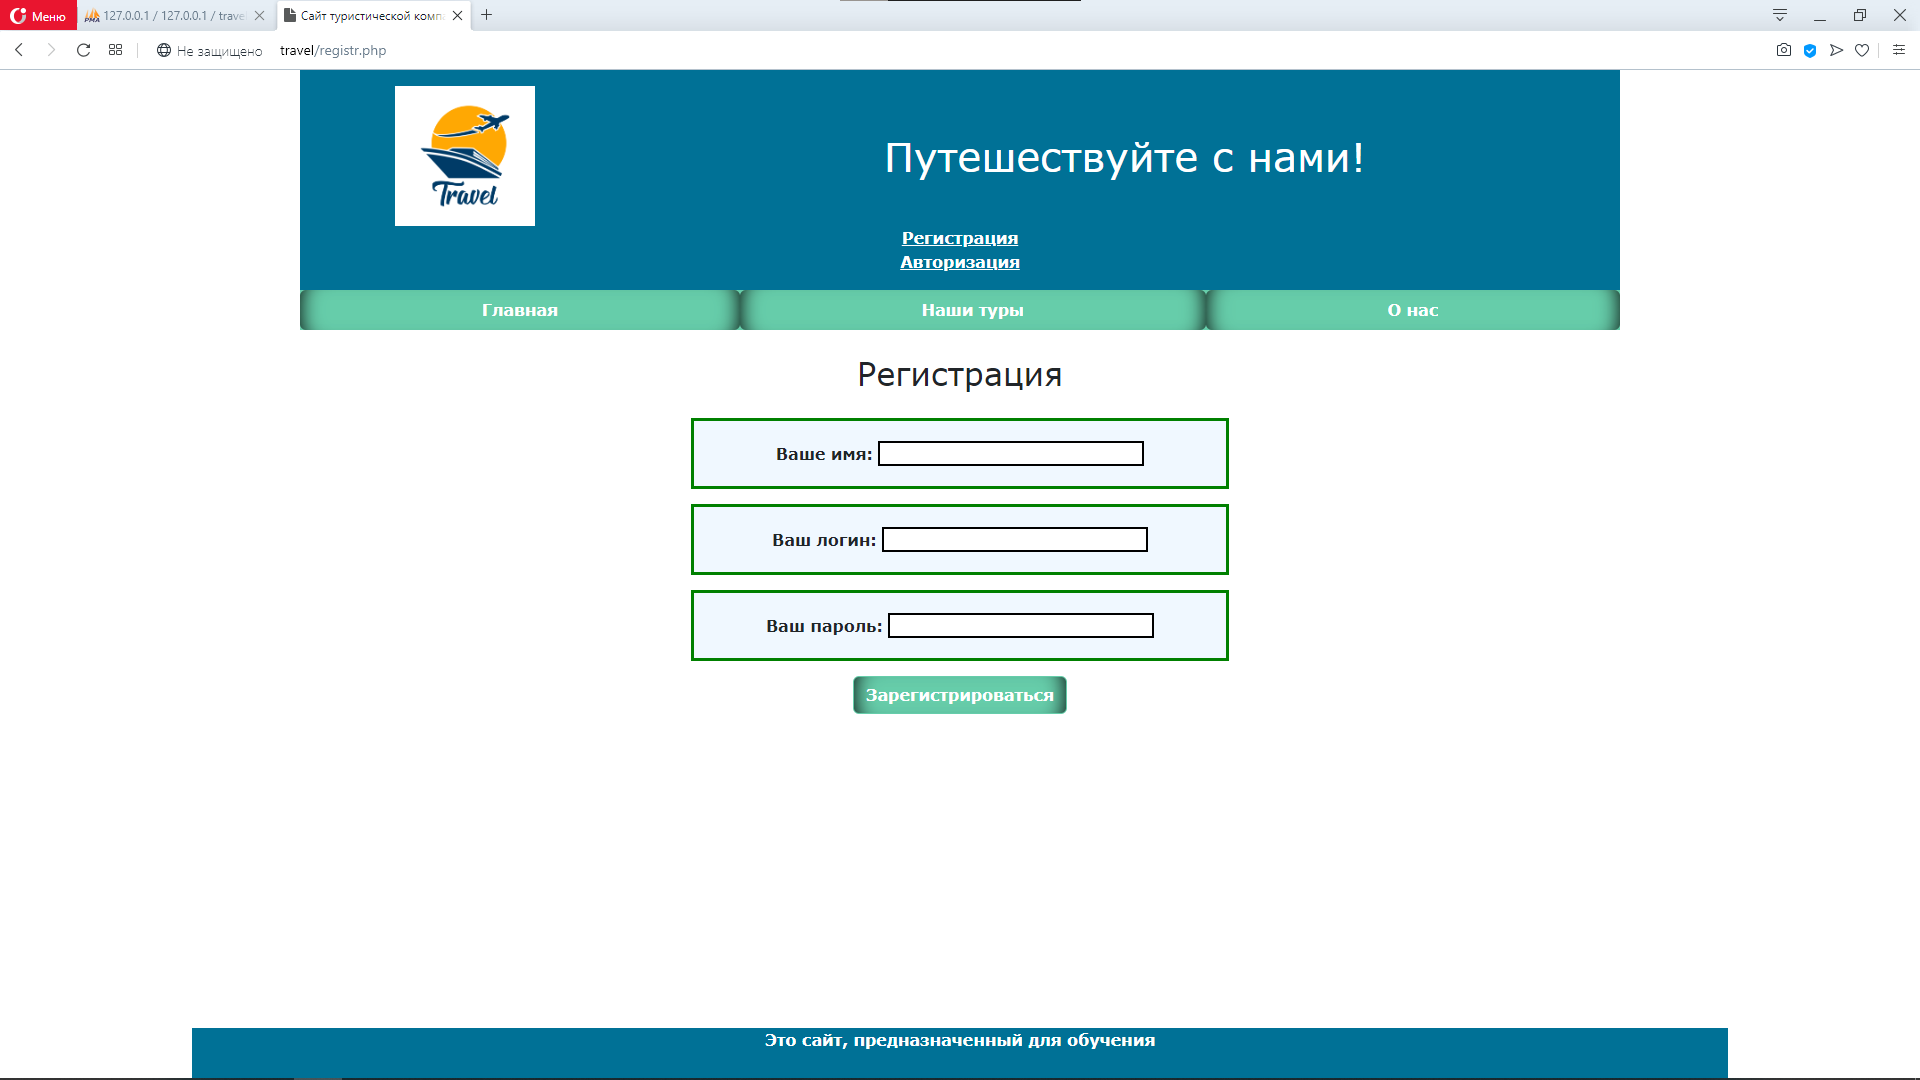 Меню
PMA 127.0.0.1 / 127.0.0.1 / trave
Сайт туристической комп
Не защищено
travel/registr.php
Travel
Путешествуйте с нами!
Регистрация
Авторизация
Главная
Наши туры
О нас
Регистрация
Ваше имя:
Ваш логин:
Ваш пароль:
Зарегистрироваться
Это сайт, предназначенный для обучения